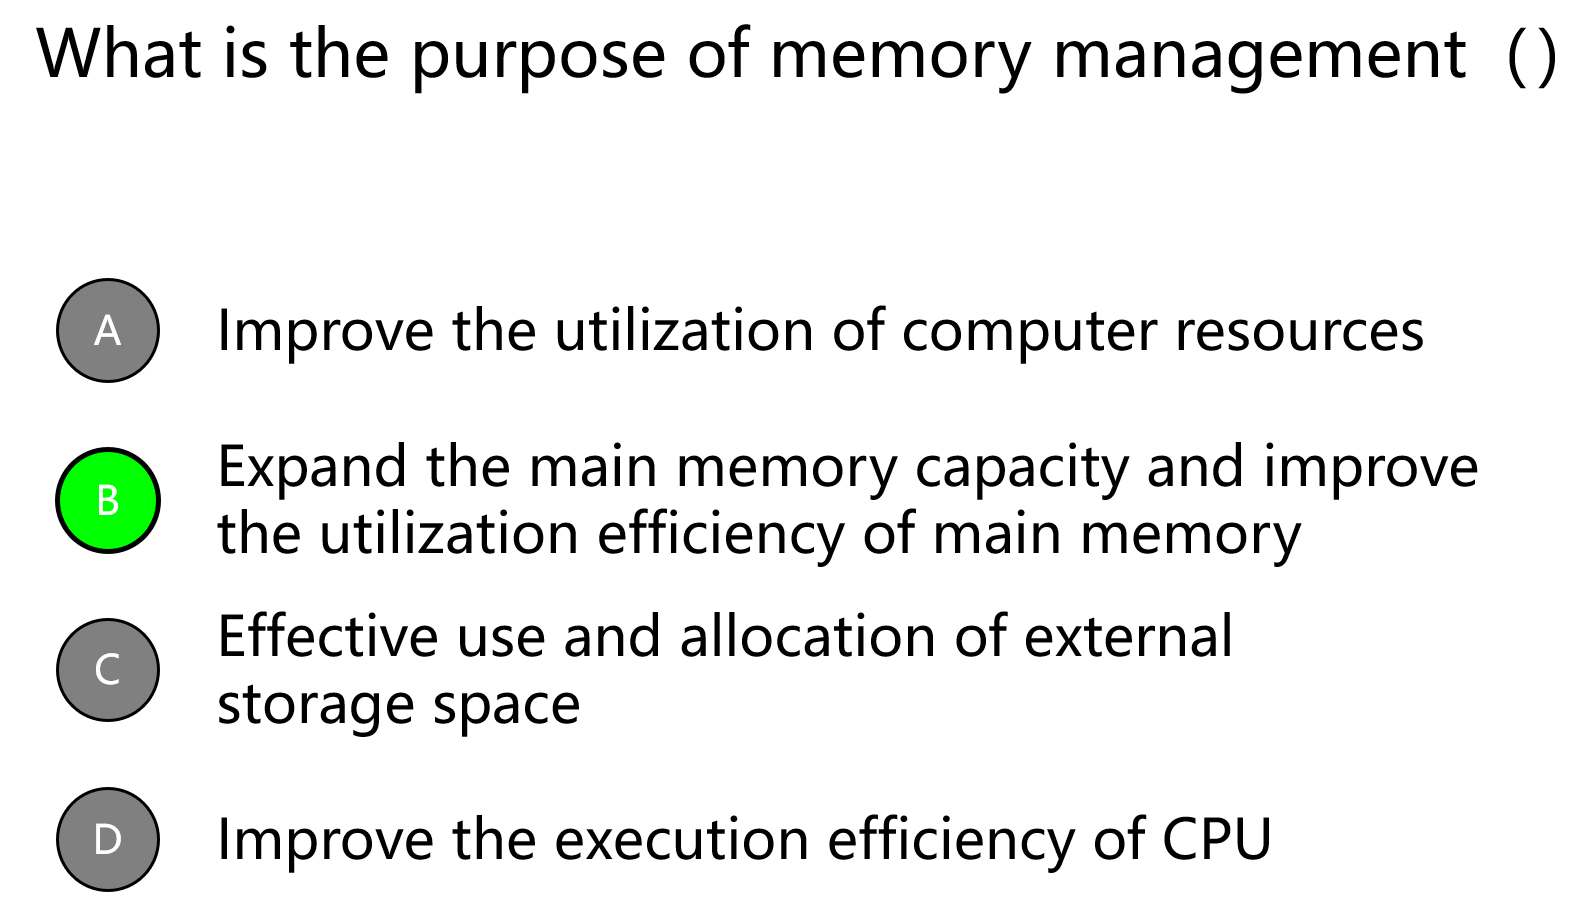 What is the purpose of memory management ( )
A Improve the utilization of computer resources
B Expand the main memory capacity and improve
the utilization efficiency of main memory
C Effective use and allocation of external
storage space
D Improve the execution efficiency of CPU